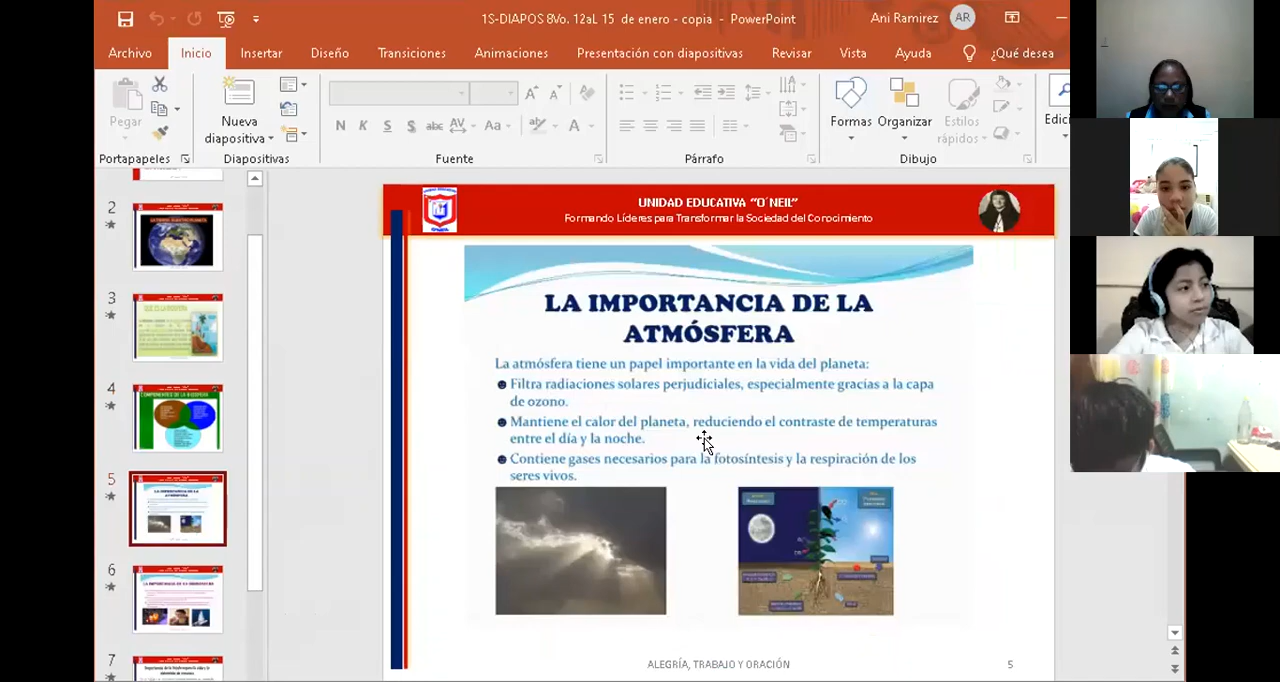 1S-DIAPOS 8Vo. 12aL 15 de enero - copia - PowerPoint
Ani Ramirez AR
Archivo Inicio Insertar Diseño Transiciones Animaciones Presentación con diapositivas Revisar Vista Ayuda ¿Qué desea
Pegar
Nueva
diapositiva
N K S S abc AV Aa A
Formas Organizar Estilos
rápidos
Edici
Portapapeles Diapositivas Fuente Párrafo Dibujo
2
3
4
5
6
7
UNIDAD EDUCATIVA “O´NEIL”
Formando Líderes para Transformar la Sociedad del Conocimiento
LA IMPORTANCIA DE LA
ATMÓSFERA
La atmósfera tiene un papel importante en la vida del planeta:
Filtra radiaciones solares perjudiciales, especialmente gracias a la capa
de ozono.
Mantiene el calor del planeta, reduciendo el contraste de temperaturas
entre el día y la noche.
Contiene gases necesarios para la fotosíntesis y la respiración de los
seres vivos.
ALEGRÍA, TRABAJO Y ORACIÓN
5